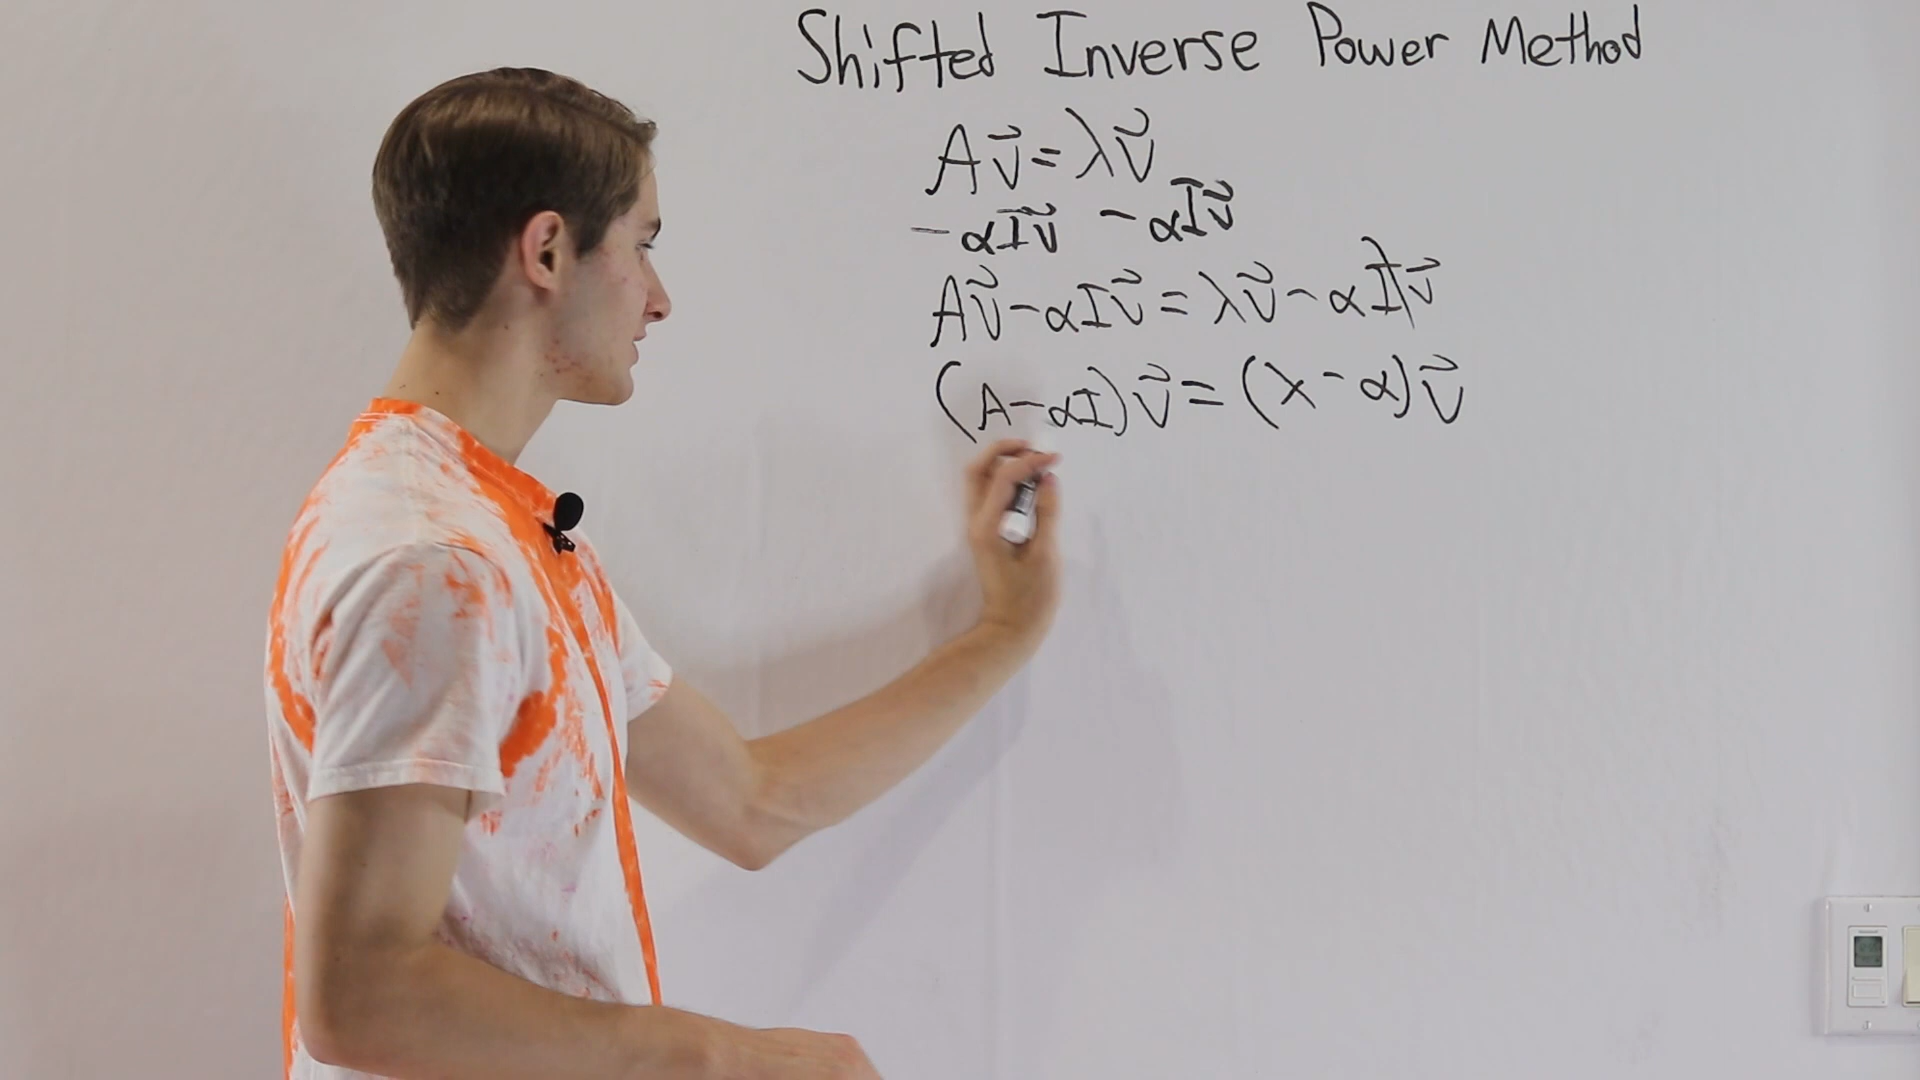 Shifted Inverse Power Method
Av⃗ = λv⃗
- αIv⃗ - αIv⃗
Av⃗ - αIv⃗ = λv⃗ - αIv⃗
(A - αI)v⃗ = (λ - α)v⃗